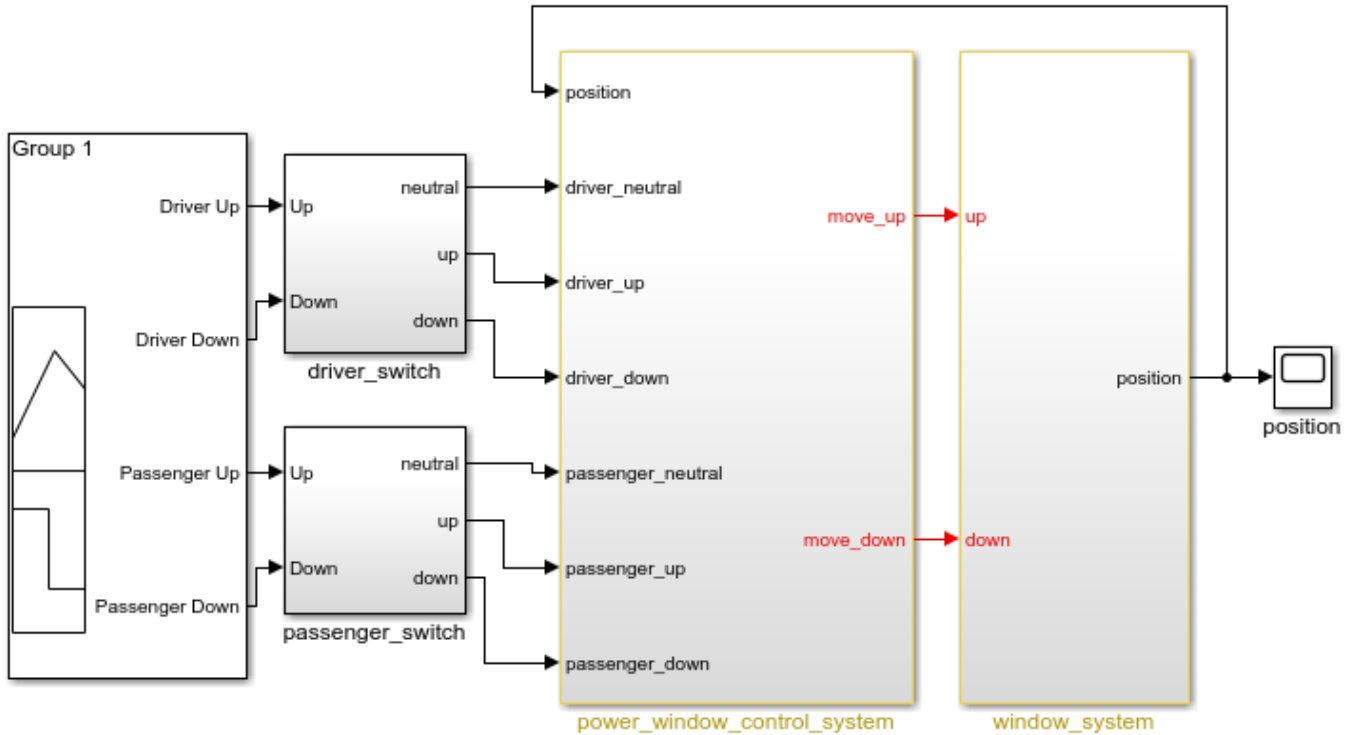 Group 1
Driver Up
Driver Down
Passenger Up
Passenger Down
Up
Down
neutral
up
down
driver_switch
Up
Down
neutral
up
down
passenger_switch
position
driver_neutral
driver_up
driver_down
passenger_neutral
passenger_up
passenger_down
move_up
move_down
power_window_control_system
up
down
position
window_system
position